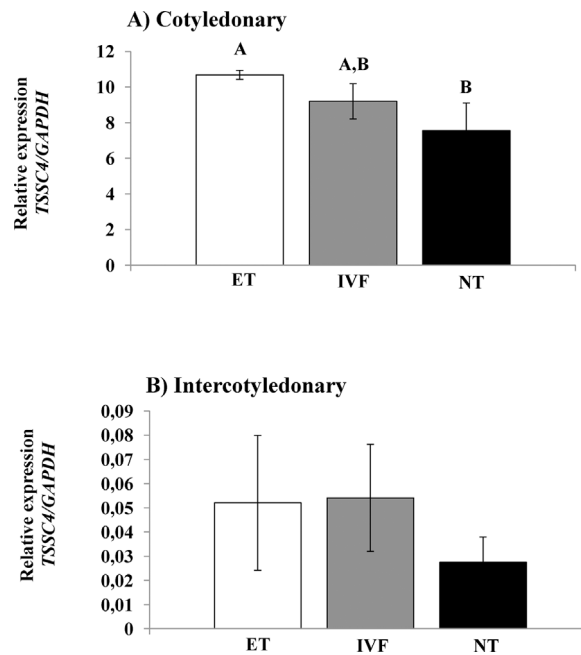 A) Cotyledonary
Relative expression
TSSC4/GAPDH
12
10
8
6
4
2
0
A
A,B
B
ET
IVF
NT
B) Intercotyledonary
Relative expression
TSSC4/GAPDH
0,09
0,08
0,07
0,06
0,05
0,04
0,03
0,02
0,01
0
ET
IVF
NT